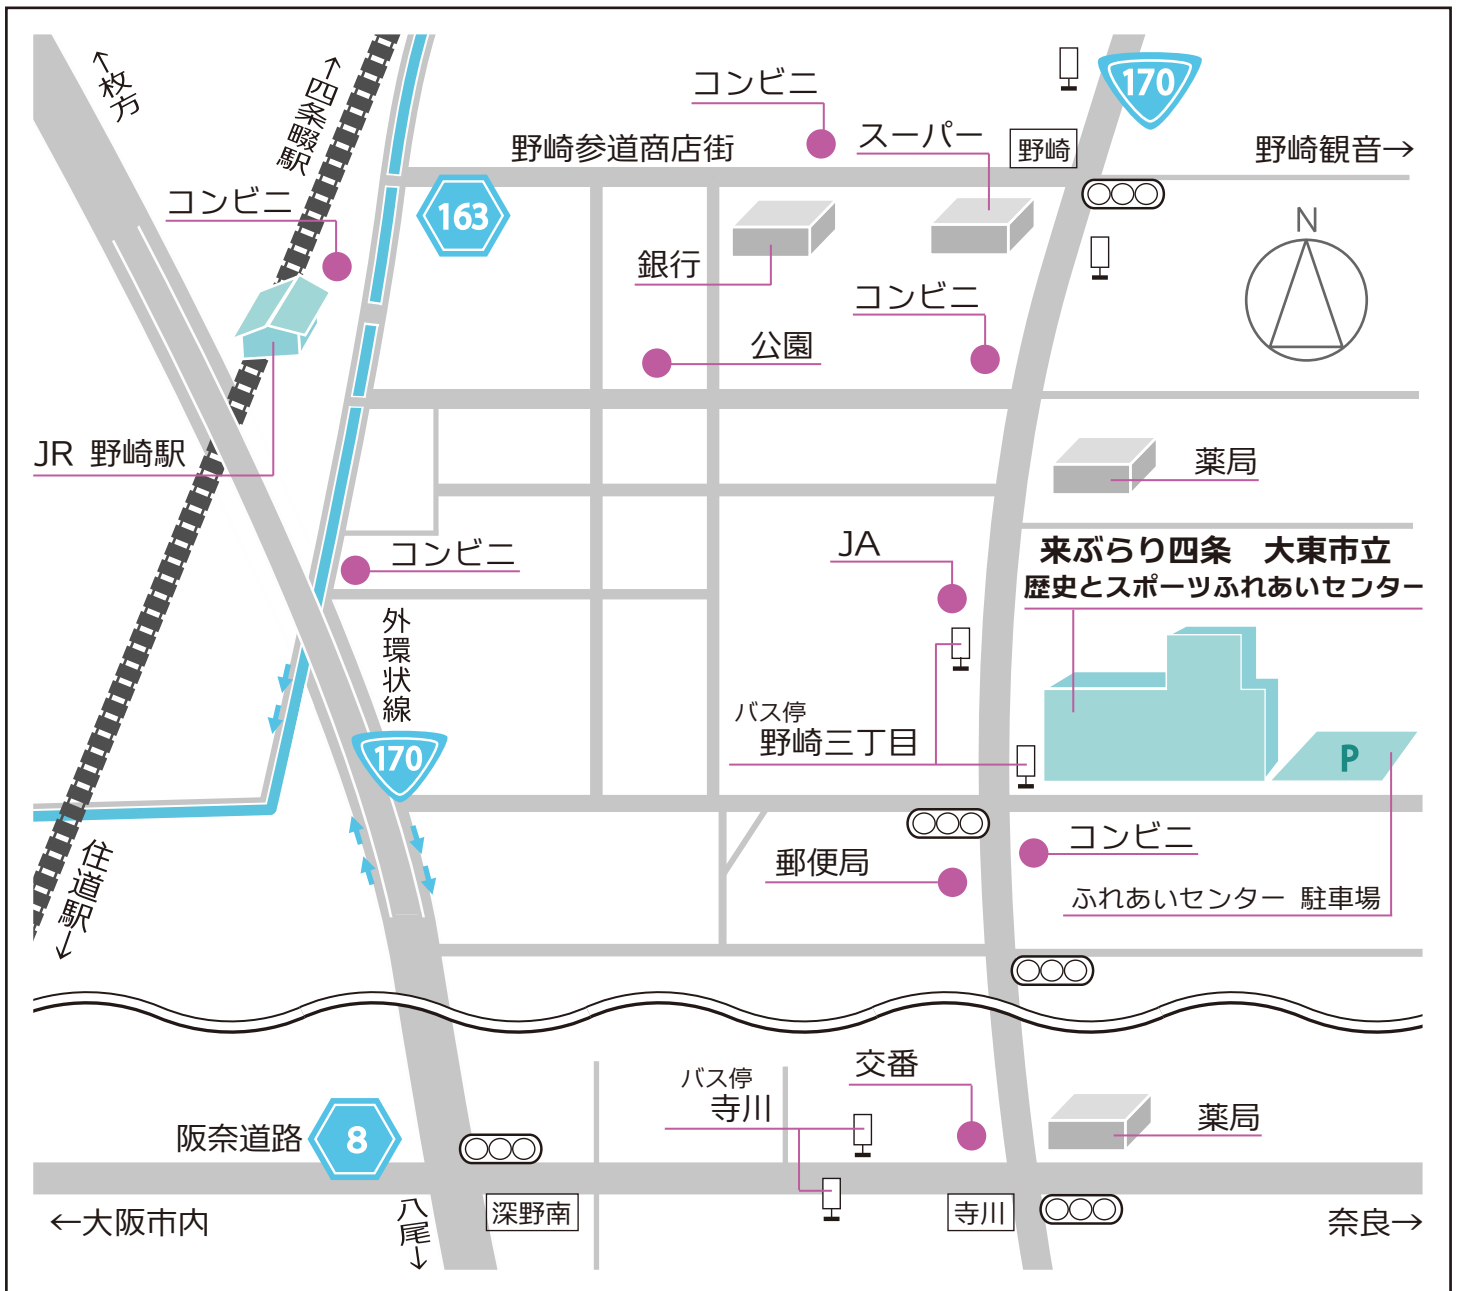 ↑枚方
↑四条畷駅
コンビニ
野崎参道商店街
スーパー
野崎
170
野崎観音→
コンビニ
163
N
銀行
コンビニ
公園
JR 野崎駅
薬局
コンビニ
JA
来ぶらり四条　大東市立
歴史とスポーツふれあいセンター
外環状線
バス停
野崎三丁目
170
P
コンビニ
郵便局
住道駅↓
ふれあいセンター 駐車場
交番
バス停
寺川
阪奈道路
8
薬局
←大阪市内
八尾↓
深野南
寺川
奈良→